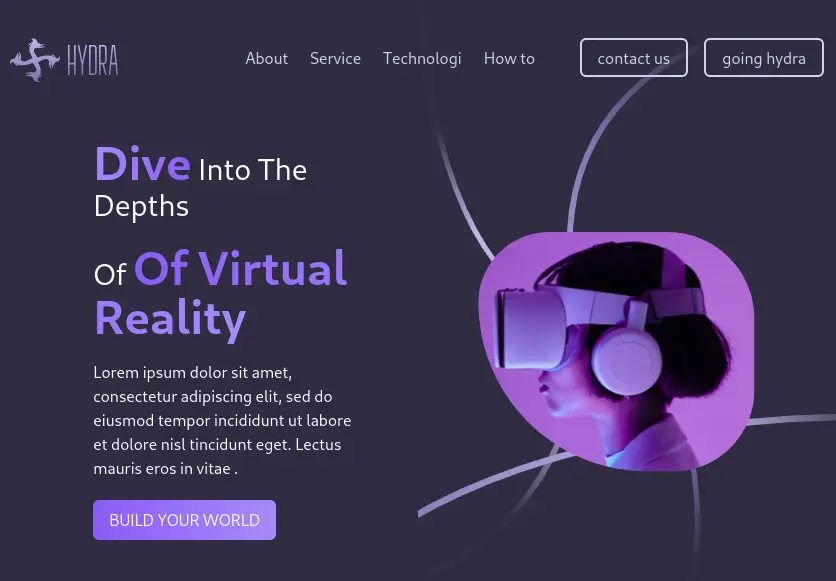 HYDRA
About Service Technologi How to contact us going hydra
Dive Into The
Depths
Of Of Virtual
Reality
Lorem ipsum dolor sit amet,
consectetur adipiscing elit, sed do
eiusmod tempor incididunt ut labore
et dolore nisl tincidunt eget. Lectus
mauris eros in vitae .
BUILD YOUR WORLD